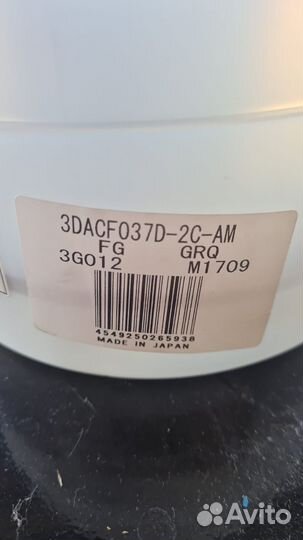 3DACF037D-2C-AM
FG GRQ
3G012 M1709
4549250265938
MADE IN JAPAN
Avito